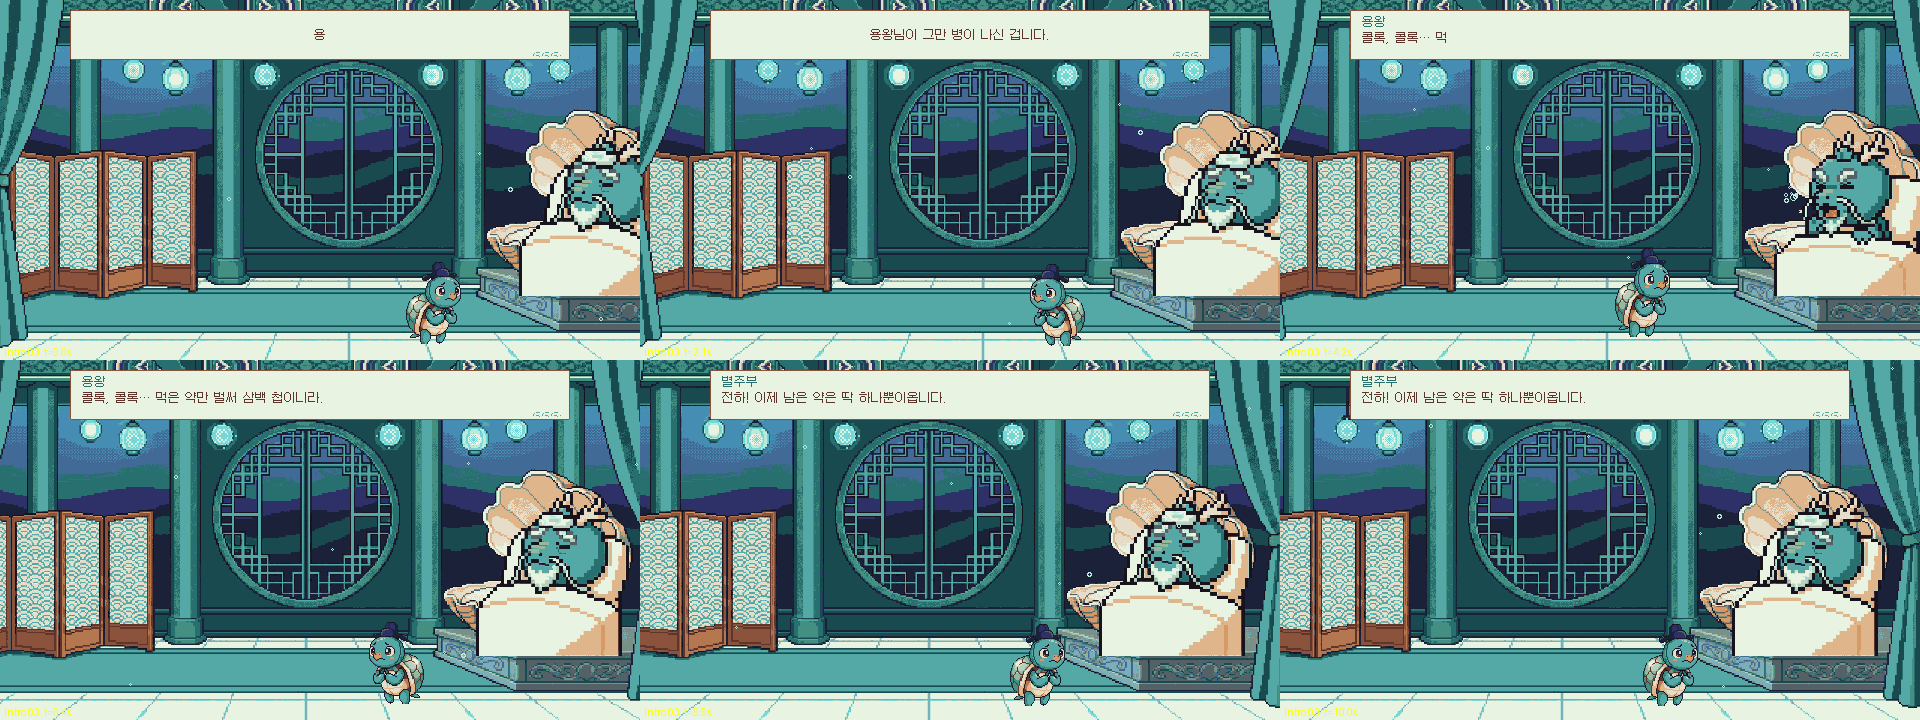 용
용왕님이 그만 병이 나신 겁니다.
용왕
콜록, 콜록… 먹
용왕
콜록, 콜록… 먹은 약만 벌써 삼백 첩이니라.
별주부
전하! 이제 남은 약은 딱 하나뿐이옵니다.
별주부
전하! 이제 남은 약은 딱 하나뿐이옵니다.